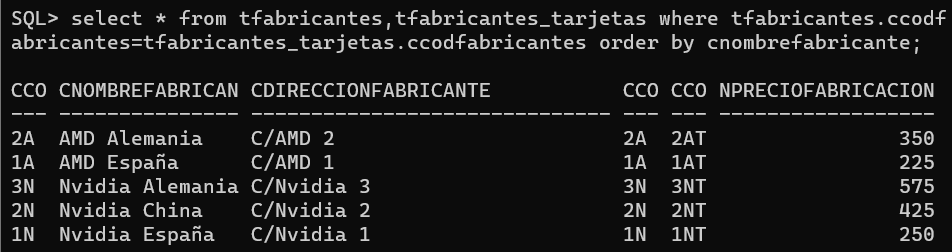 SQL> select * from tfabricantes,tfabricantes_tarjetas where tfabricantes.ccodf
abricantes=tfabricantes_tarjetas.ccodfabricantes order by cnombrefabricante;
CCO CNOMBREFABRICAN CDIRECCIONFABRICANTE           CCO CCO NPRECIOFABRICACION
--- --------------- ------------------------------ --- --- ------------------
2A  AMD Alemania    C/AMD 2                        2A  2AT                350
1A  AMD España      C/AMD 1                        1A  1AT                225
3N  Nvidia Alemania C/Nvidia 3                     3N  3NT                575
2N  Nvidia China    C/Nvidia 2                     2N  2NT                425
1N  Nvidia España   C/Nvidia 1                     1N  1NT                250